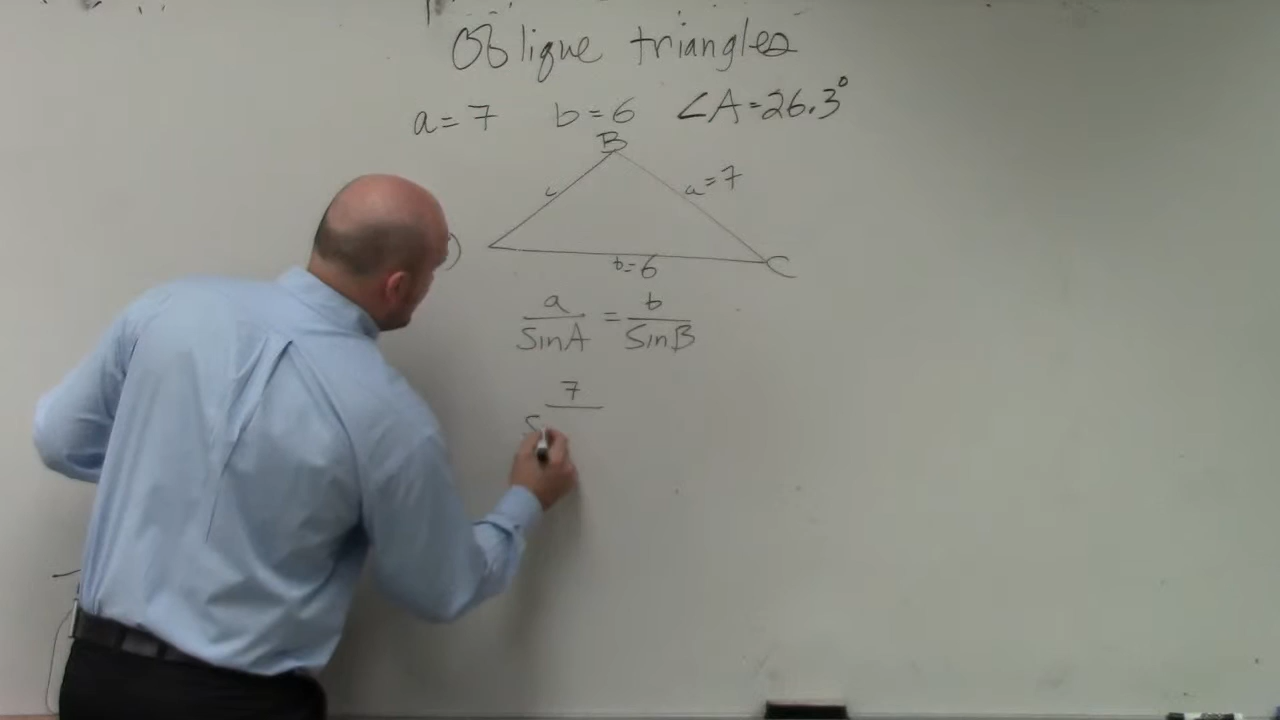 Oblique triangles
a = 7 b = 6 ∠A = 26.3°
B
c a = 7
b = 6 C
a/SinA = b/SinB
7
S